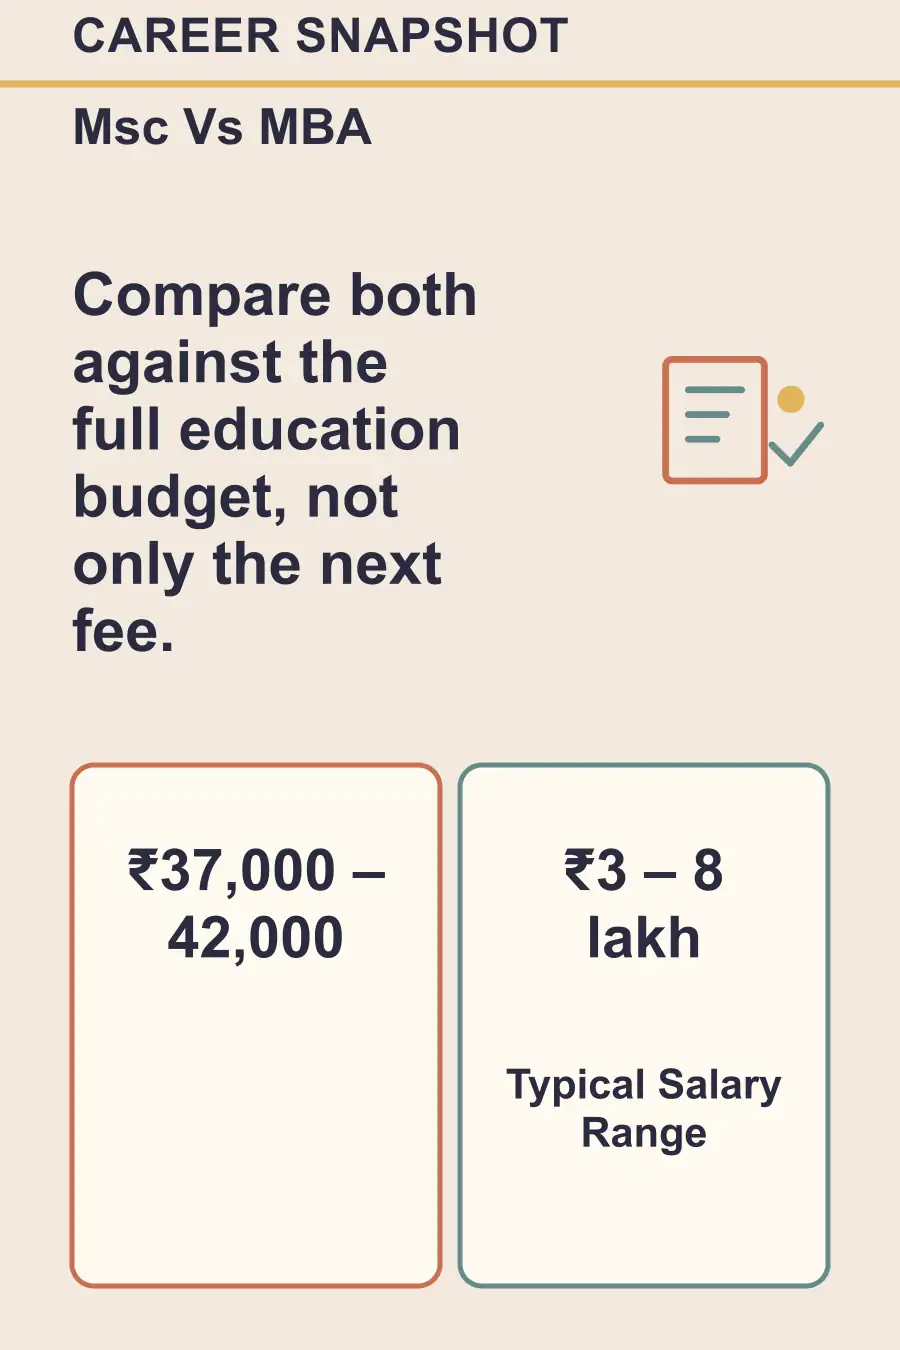 CAREER SNAPSHOT
Msc Vs MBA
Compare both
against the
full education
budget, not
only the next
fee.
₹37,000 –
42,000
₹3 – 8
lakh
Typical Salary
Range